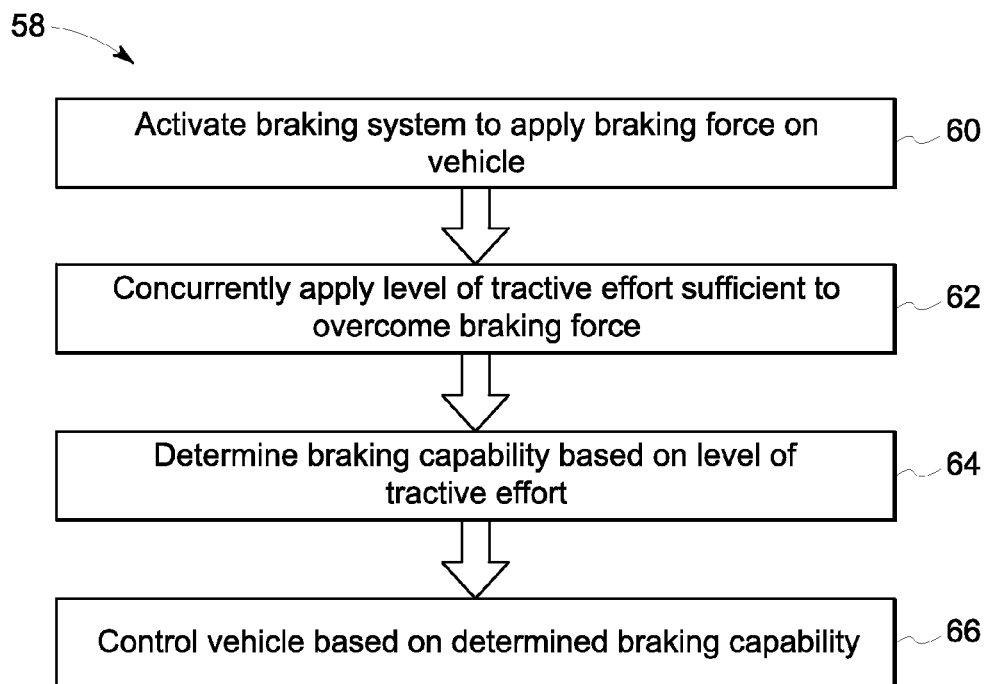 58
Activate braking system to apply braking force on
vehicle
60
Concurrently apply level of tractive effort sufficient to
overcome braking force
62
Determine braking capability based on level of
tractive effort
64
Control vehicle based on determined braking capability
66